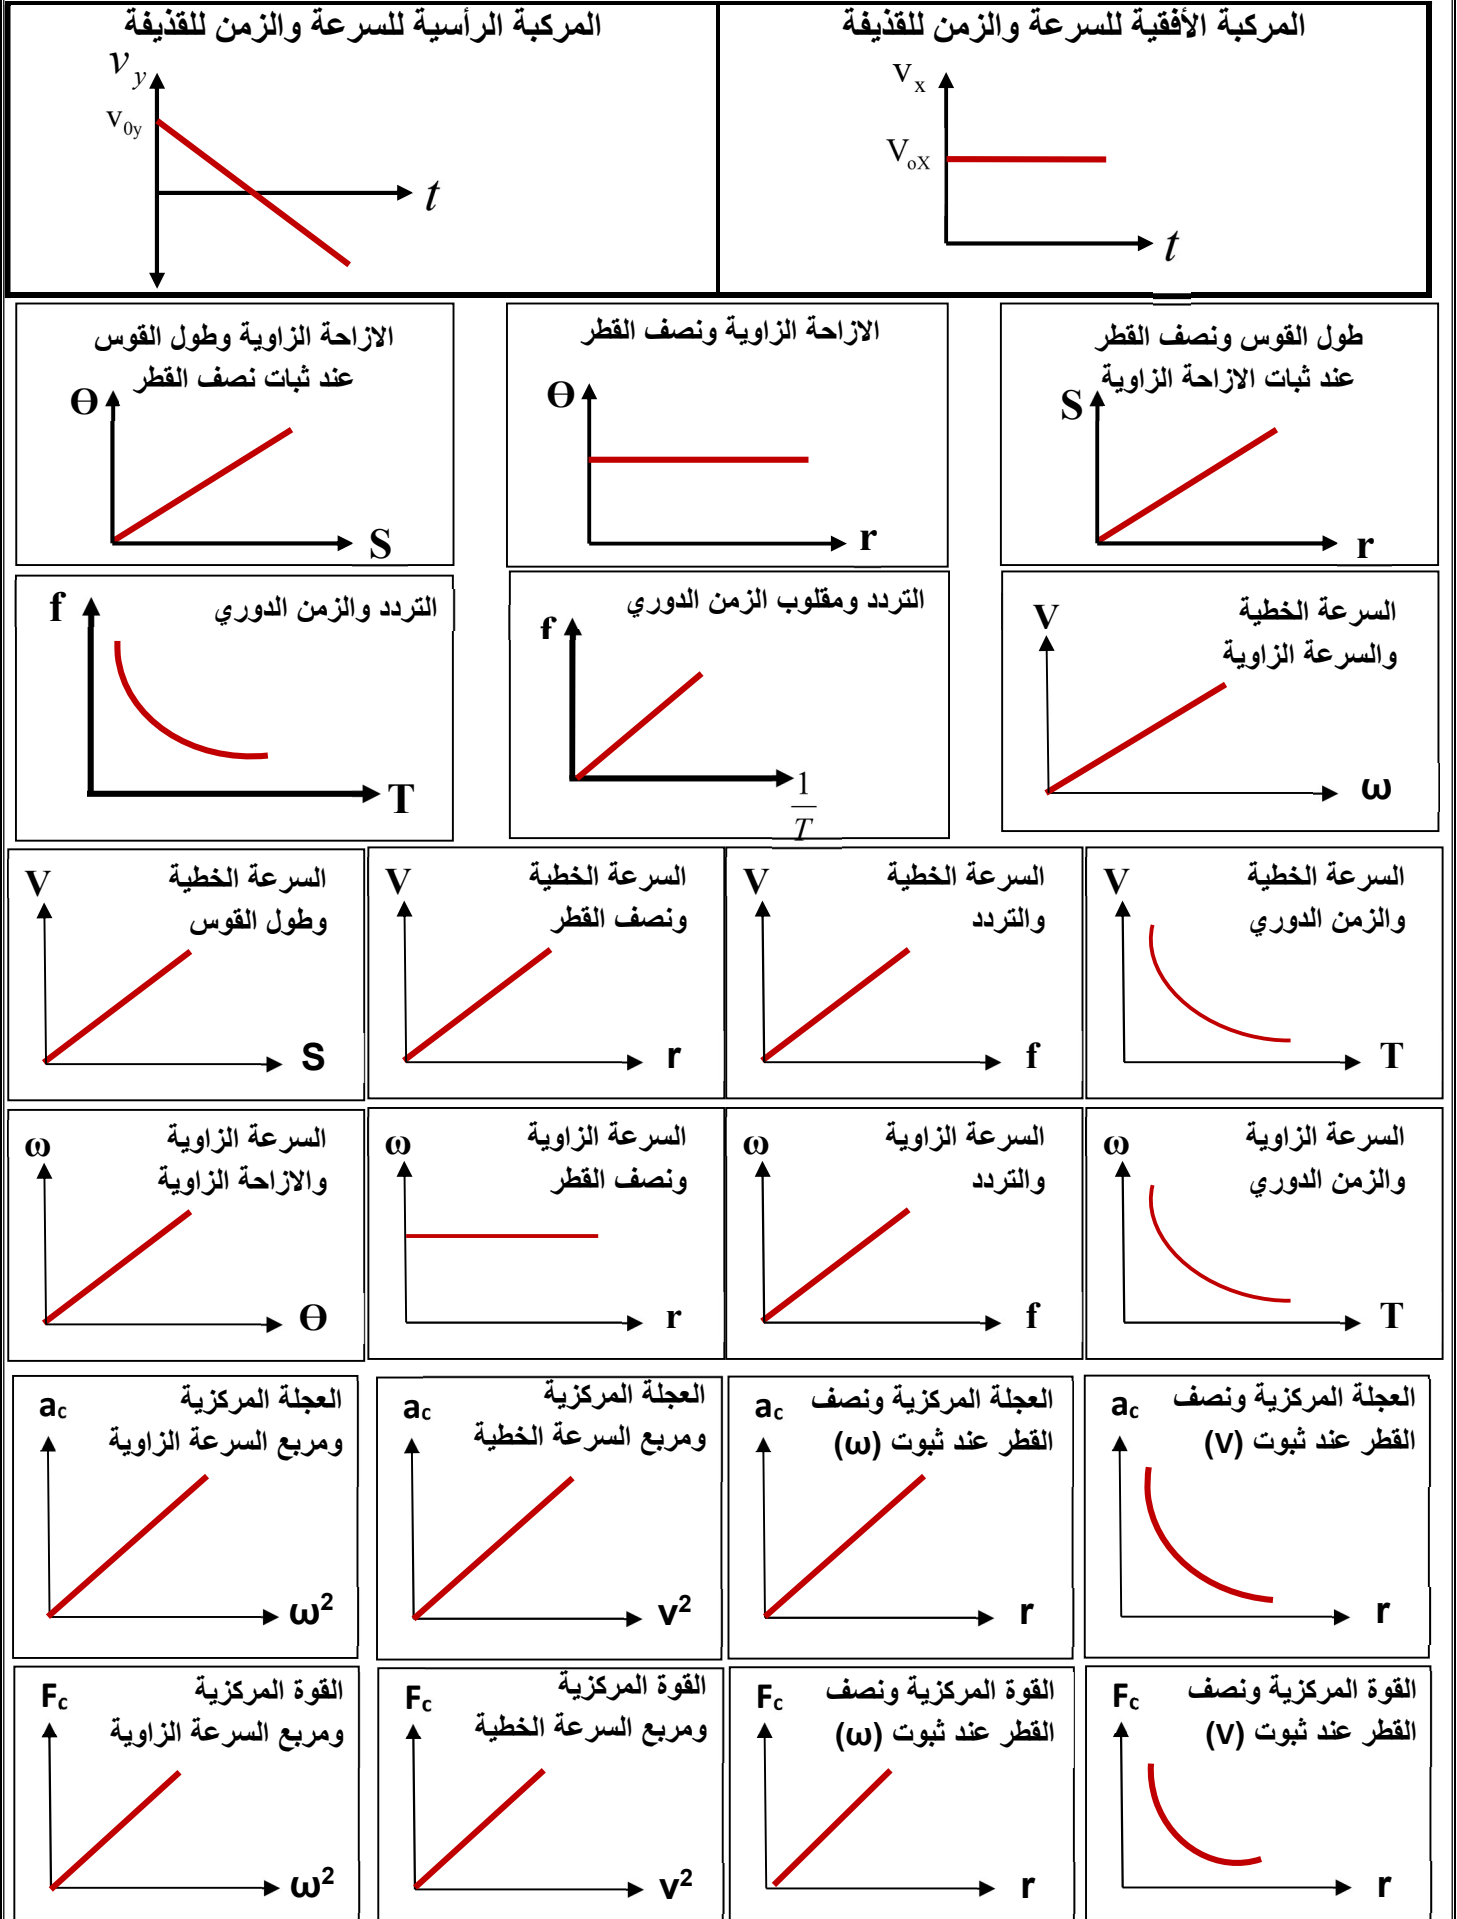 المركبة الأفقية للسرعة والزمن للقذيفة
v x
V oX
t
المركبة الرأسية للسرعة والزمن للقذيفة
v y
v 0y
t
طول القوس ونصف القطر
عند ثبات الازاحة الزاوية
S
r
الازاحة الزاوية ونصف القطر
Ɵ
r
الازاحة الزاوية وطول القوس
عند ثبات نصف القطر
Ɵ
S
السرعة الخطية
والسرعة الزاوية
V
ω
التردد ومقلوب الزمن الدوري
f
1
T
التردد والزمن الدوري
f
T
السرعة الخطية
والزمن الدوري
V
T
السرعة الخطية
والتردد
V
f
السرعة الخطية
ونصف القطر
V
r
السرعة الخطية
وطول القوس
V
S
السرعة الزاوية
والزمن الدوري
ω
T
السرعة الزاوية
والتردد
ω
f
السرعة الزاوية
ونصف القطر
ω
r
السرعة الزاوية
والازاحة الزاوية
ω
Ɵ
العجلة المركزية ونصف
القطر عند ثبوت (V)
ac
r
العجلة المركزية ونصف
القطر عند ثبوت (ω)
ac
r
العجلة المركزية
ومربع السرعة الخطية
ac
v²
العجلة المركزية
ومربع السرعة الزاوية
ac
ω²
القوة المركزية ونصف
القطر عند ثبوت (V)
Fc
r
القوة المركزية ونصف
القطر عند ثبوت (ω)
Fc
r
القوة المركزية
ومربع السرعة الخطية
Fc
v²
القوة المركزية
ومربع السرعة الزاوية
Fc
ω²